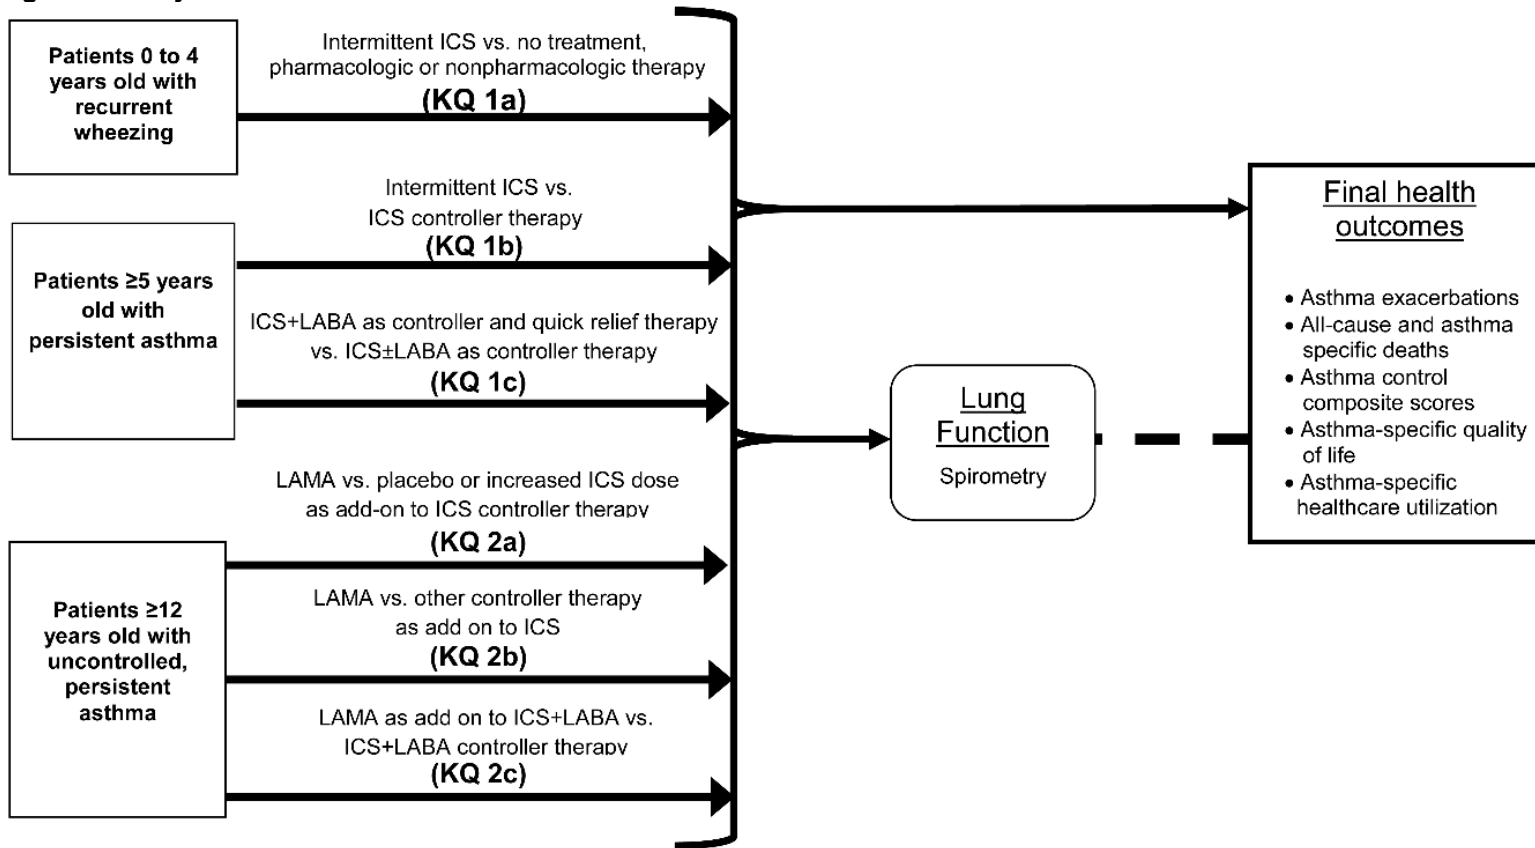 Patients 0 to 4
years old with
recurrent
wheezing
Intermittent ICS vs. no treatment,
pharmacologic or nonpharmacologic therapy
(KQ 1a)
Patients ≥5 years
old with
persistent asthma
Intermittent ICS vs.
ICS controller therapy
(KQ 1b)
ICS+LABA as controller and quick relief therapy
vs. ICS±LABA as controller therapy
(KQ 1c)
Patients ≥12
years old with
uncontrolled,
persistent
asthma
LAMA vs. placebo or increased ICS dose
as add-on to ICS controller therapy
(KQ 2a)
LAMA vs. other controller therapy
as add on to ICS
(KQ 2b)
LAMA as add on to ICS+LABA vs.
ICS+LABA controller therapy
(KQ 2c)
Lung
Function
Spirometry
Final health
outcomes
• Asthma exacerbations
• All-cause and asthma
specific deaths
• Asthma control
composite scores
• Asthma-specific quality
of life
• Asthma-specific
healthcare utilization